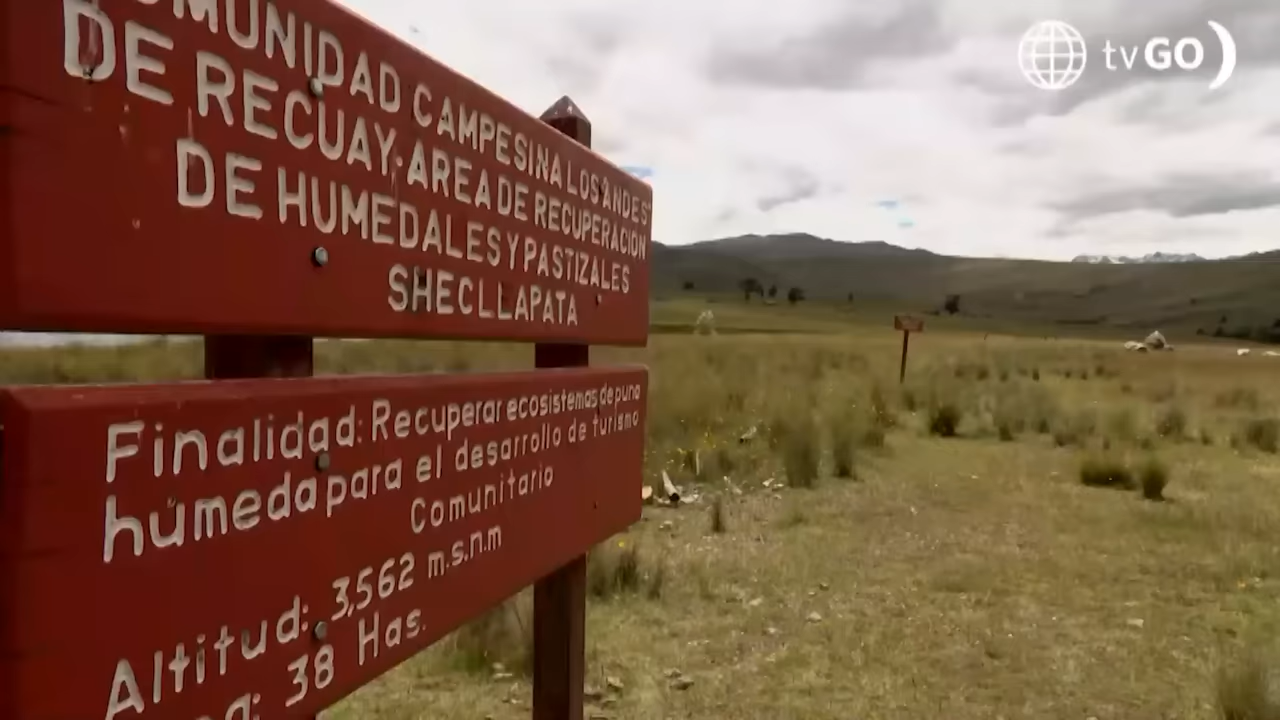 tvGO
COMUNIDAD CAMPESINA LOS ANDES
DE RECUAY-AREA DE RECUPERACIÓN
DE HUMEDALES Y PASTIZALES
SHECLLAPATA
Finalidad: Recuperar ecosistemas de puna
húmeda para el desarrollo de turismo
Comunitario
Altitud: 3,562 m.s.n.m
38 Has.